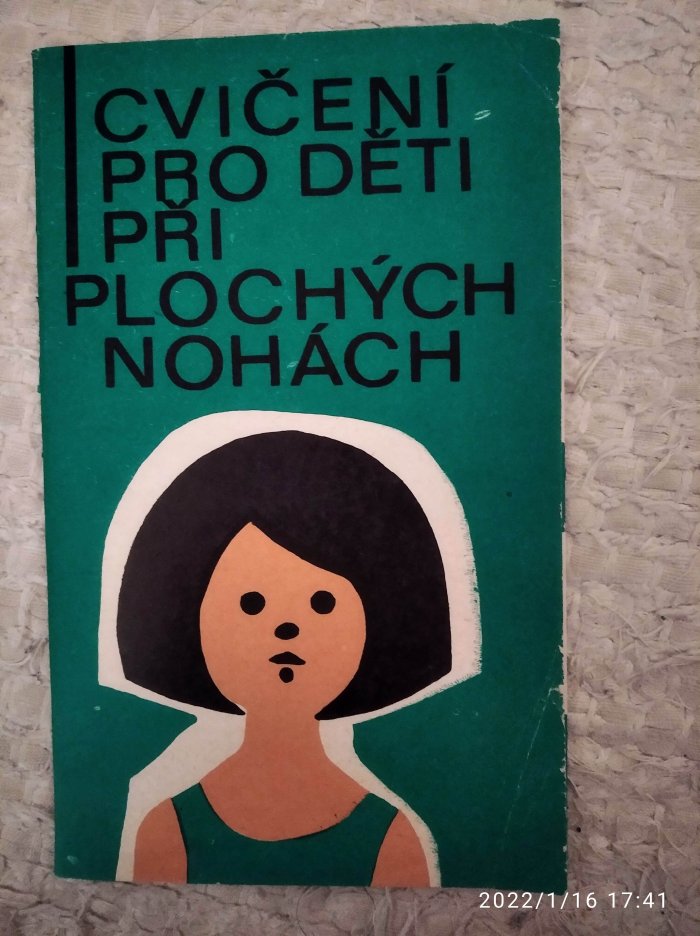 CVIČENÍ
PRO DĚTI
PŘI
PLOCHÝCH
NOHÁCH
2022/1/16 17:41